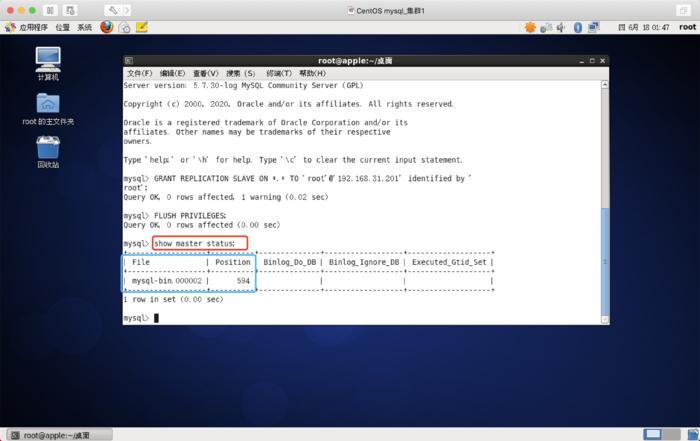 CentOS mysql_集群1
应用程序 位置 系统 四 6月 18 01:47 root
计算机
root 的主文件夹
回收站
root@apple:~/桌面
文件(F) 编辑(E) 查看(V) 搜索 (S) 终端(T) 帮助(H)
Server version: 5.7.30-log MySQL Community Server (GPL)
Copyright (c) 2000, 2020, Oracle and/or its affiliates. All rights reserved.
Oracle is a registered trademark of Oracle Corporation and/or its
affiliates. Other names may be trademarks of their respective
owners.
Type 'help;' or '\h' for help. Type '\c' to clear the current input statement.
mysql> GRANT REPLICATION SLAVE ON *.* TO 'root'@'192.168.31.201' identified by '
root';
Query OK, 0 rows affected, 1 warning (0.02 sec)
mysql> FLUSH PRIVILEGES;
Query OK, 0 rows affected (0.00 sec)
mysql> show master status;
+------------------+----------+--------------+------------------+-------------------+
| File | Position | Binlog_Do_DB | Binlog_Ignore_DB | Executed_Gtid_Set |
+------------------+----------+--------------+------------------+-------------------+
| mysql-bin.000002 | 594 | | | |
+------------------+----------+--------------+------------------+-------------------+
1 row in set (0.00 sec)
mysql>
root@apple:~/桌面